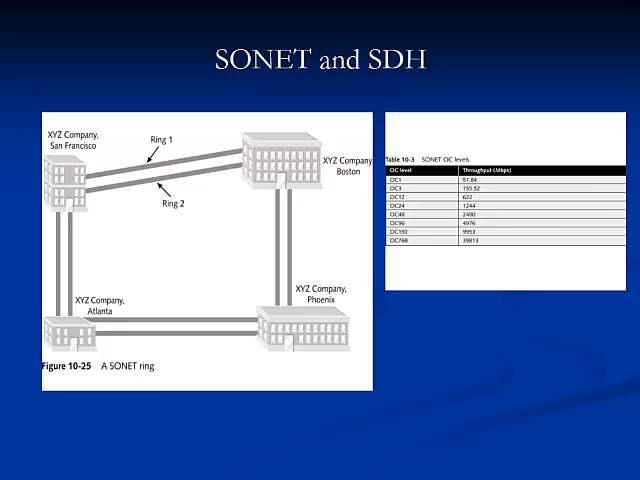 SONET and SDH
XYZ Company,
San Francisco
Ring 1
XYZ Company,
Boston
Ring 2
XYZ Company,
Atlanta
XYZ Company,
Phoenix
Figure 10-25 A SONET ring
Table 10-3 SONET OC levels
OC level Throughput (Mbps)
OC1 51.84
OC3 155.52
OC12 622
OC24 1244
OC48 2480
OC96 4976
OC192 9953
OC768 39813